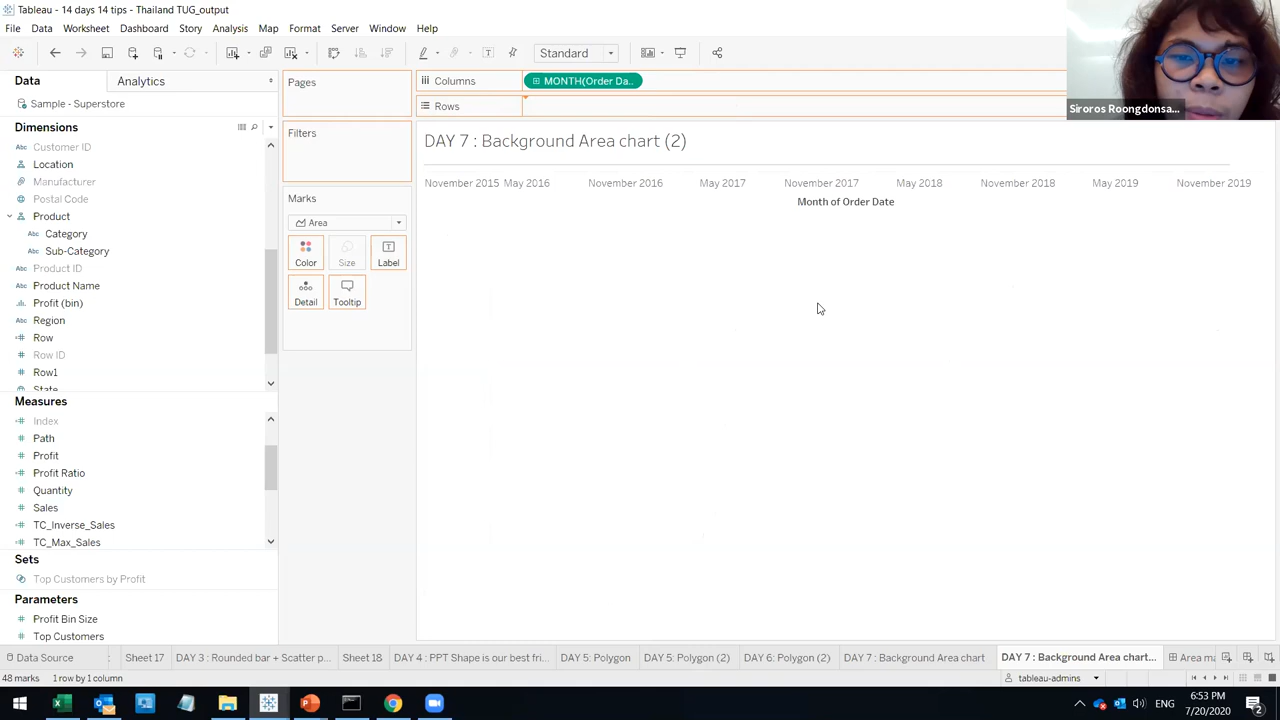 Tableau - 14 days 14 tips - Thailand TUG_output
File Data Worksheet Dashboard Story Analysis Map Format Server Window Help
Standard
Data Analytics
Sample - Superstore
Dimensions
Customer ID
Location
Manufacturer
Postal Code
Product
Abc Category
Abc Sub-Category
Product ID
Abc Product Name
Profit (bin)
Abc Region
Row
Row ID
Row1
State
Measures
Index
Path
Profit
Profit Ratio
Quantity
Sales
TC_Inverse_Sales
TC_Max_Sales
Sets
Top Customers by Profit
Parameters
Profit Bin Size
Top Customers
Pages
Filters
Marks
Area
Color Size Label
Detail Tooltip
Columns MONTH(Order Da..
Rows
Siroros Roongdonsa...
DAY 7 : Background Area chart (2)
November 2015 May 2016 November 2016 May 2017 November 2017 May 2018 November 2018 May 2019 November 2019
Month of Order Date
Data Source Sheet 17 DAY 3 : Rounded bar + Scatter p... Sheet 18 DAY 4 : PPT Shape is our best fri... DAY 5: Polygon DAY 5: Polygon (2) DAY 6: Polygon (2) DAY 7 : Background Area chart DAY 7 : Background Area chart... Area ma
48 marks 1 row by 1 column tableau-admins
ENG 6:53 PM
7/20/2020
2